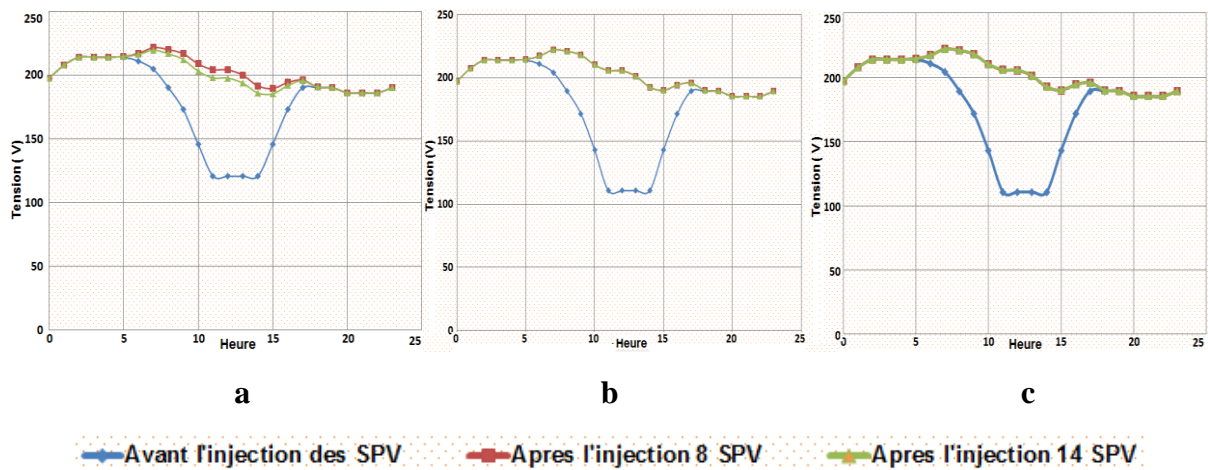 250
200
150
100
50
0
Tension( V)
0 5 10 15 20 25
Heure
a
250
200
150
100
50
0
Tension(V)
0 5 10 15 20 25
Heure
b
250
200
150
100
50
0
Tension( V)
0 5 10 15 20 25
Heure
c
Avant l'injection des SPV
Apres l'injection 8 SPV
Apres l'injection 14 SPV